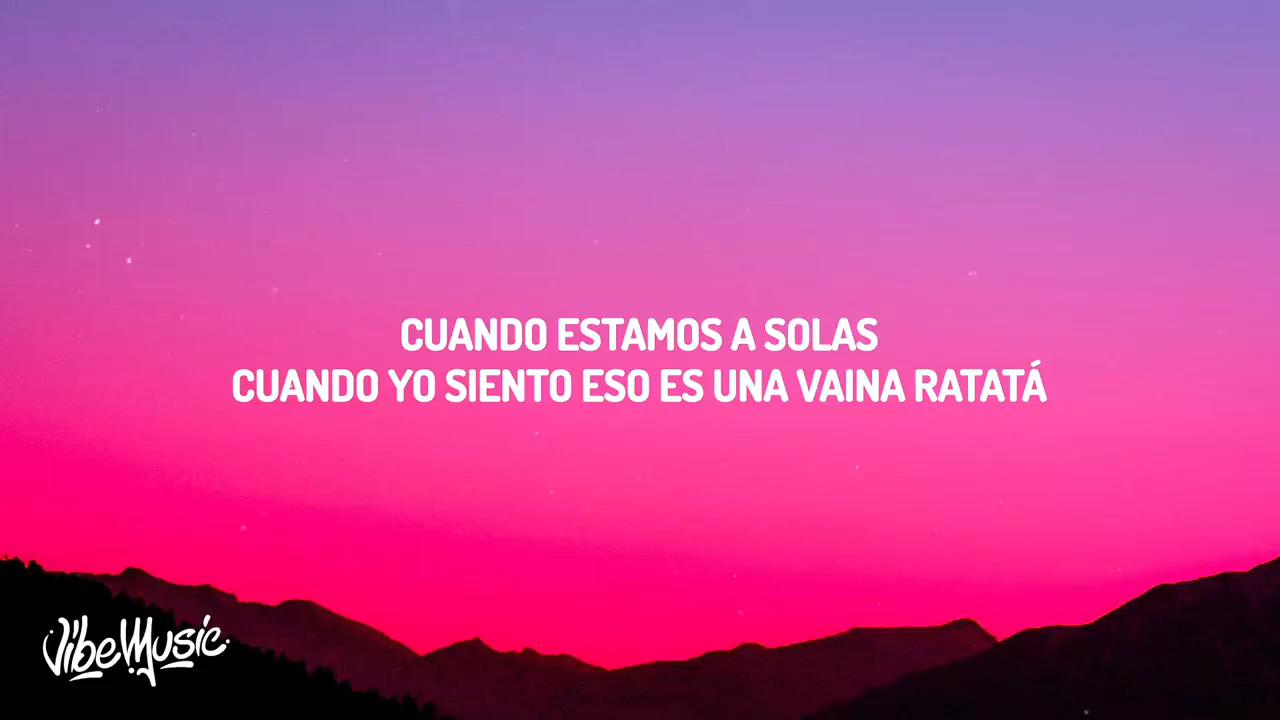 CUANDO ESTAMOS A SOLAS
CUANDO YO SIENTO ESO ES UNA VAINA RATATÁ
VibeMusic